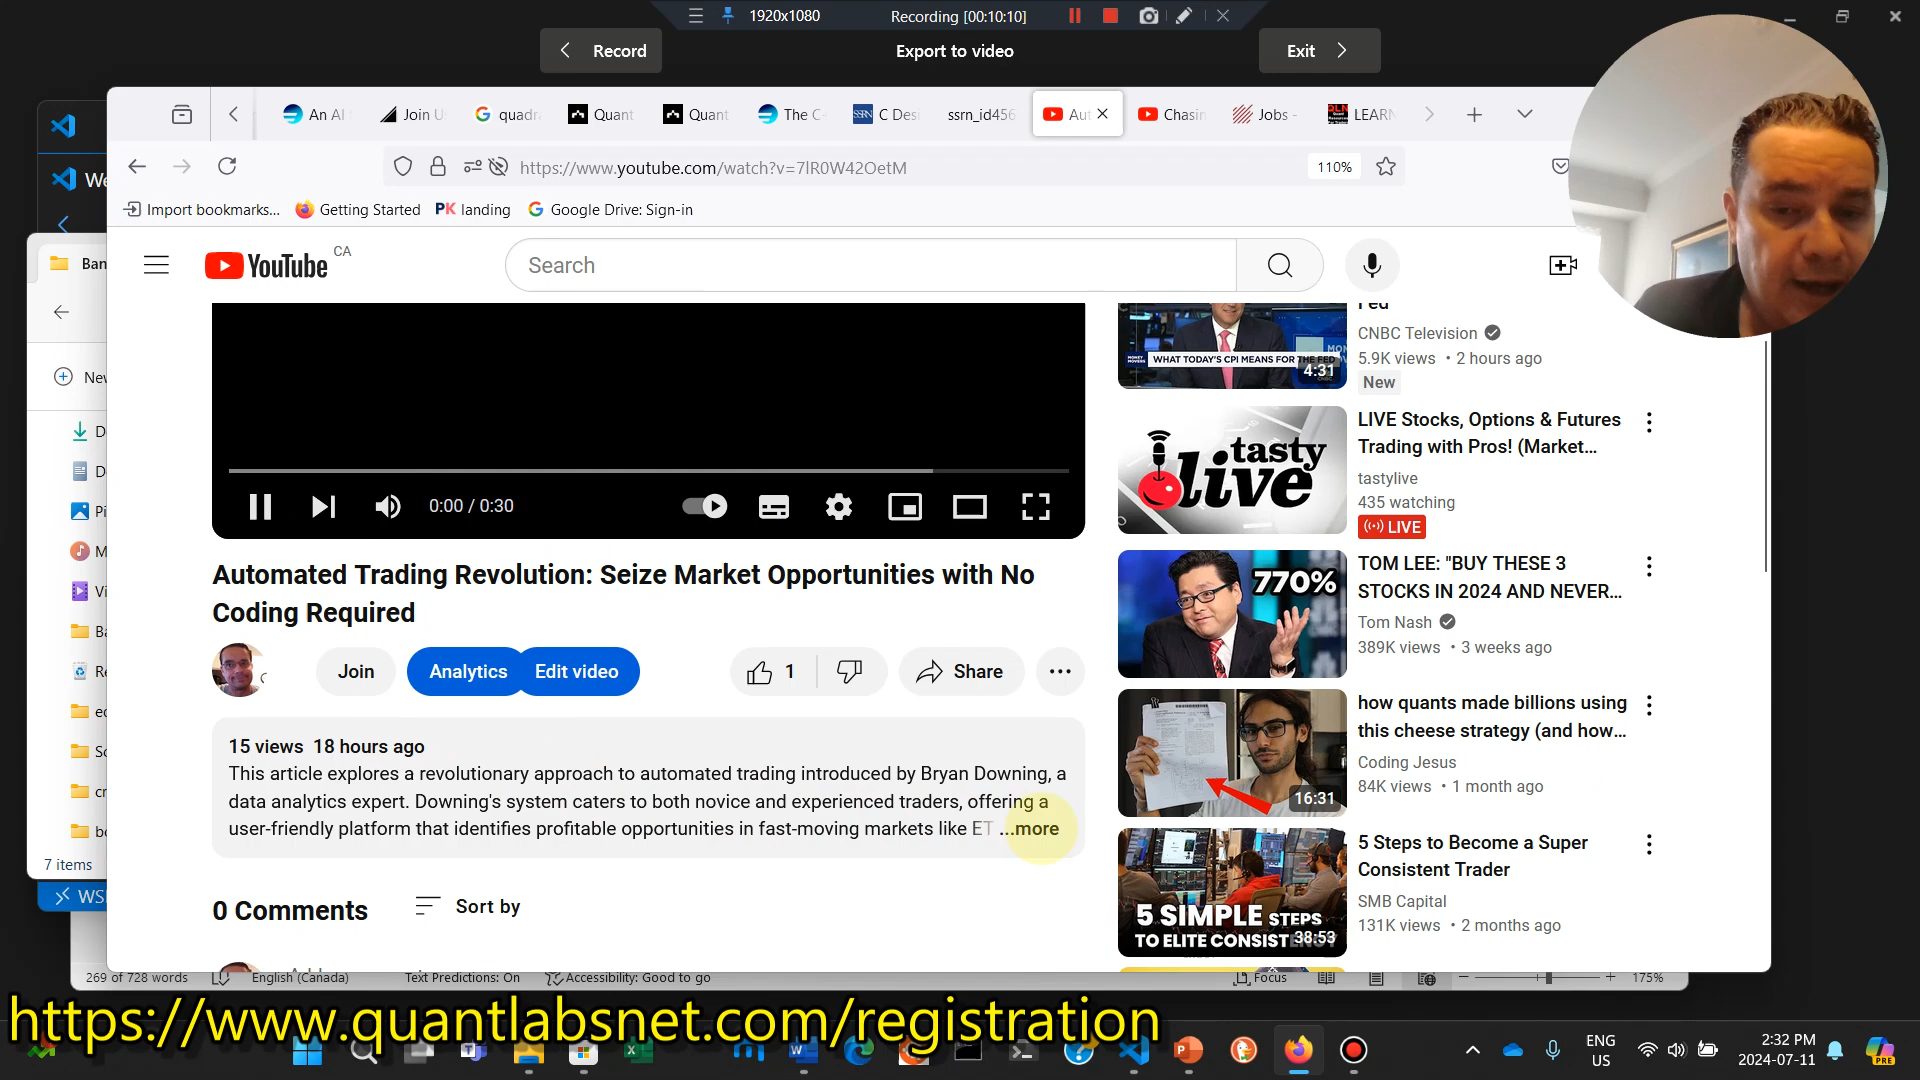 1920x1080
Recording [00:10:10]
Record
Export to video
Exit
An AI
Join U
quadr
Quant
Quant
The C
SSRN
C Des
ssrn_id456
Aut
Chasin
Jobs -
LEARN
We
https://www.youtube.com/watch?v=7lR0W42OetM
110%
Import bookmarks...
Getting Started
PK landing
Google Drive: Sign-in
Ban
YouTube CA
Search
Fed
CNBC Television
5.9K views • 2 hours ago
New
WHAT TODAY'S CPI MEANS FOR THE FED
4:31
New
LIVE Stocks, Options & Futures
Trading with Pros! (Market...
tastylive
435 watching
LIVE
tasty
live
0:00 / 0:30
TOM LEE: "BUY THESE 3
STOCKS IN 2024 AND NEVER...
Tom Nash
389K views • 3 weeks ago
770%
Automated Trading Revolution: Seize Market Opportunities with No
Coding Required
Join
Analytics
Edit video
1
Share
how quants made billions using
this cheese strategy (and how...
Coding Jesus
84K views • 1 month ago
16:31
15 views 18 hours ago
This article explores a revolutionary approach to automated trading introduced by Bryan Downing, a
data analytics expert. Downing's system caters to both novice and experienced traders, offering a
user-friendly platform that identifies profitable opportunities in fast-moving markets like ET ...more
5 Steps to Become a Super
Consistent Trader
SMB Capital
131K views • 2 months ago
5 SIMPLE STEPS
TO ELITE CONSISTENCY
38:53
7 items
WS
0 Comments
Sort by
269 of 728 words
English (Canada)
Text Predictions: On
Accessibility: Good to go
Focus
175%
https://www.quantlabsnet.com/registration
ENG
US
2:32 PM
2024-07-11